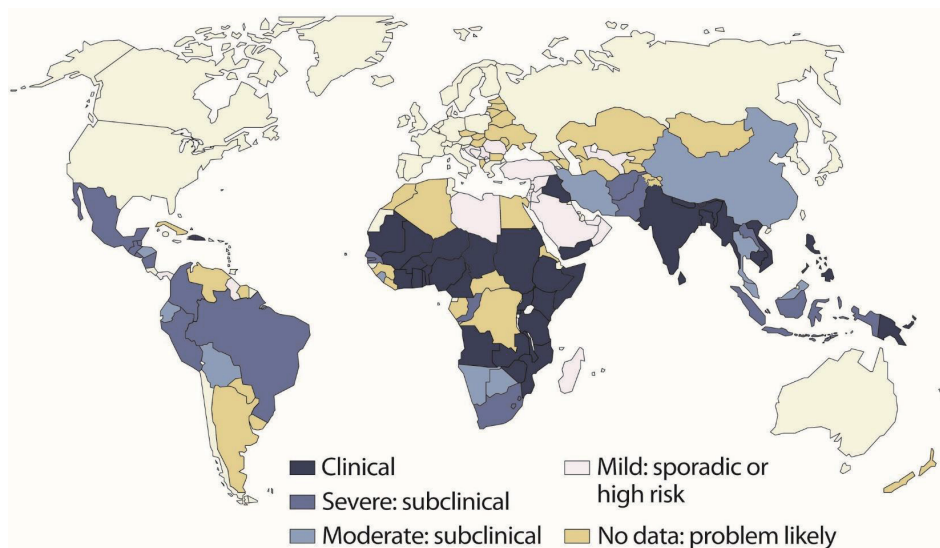 Clinical
Severe: subclinical
Moderate: subclinical
Mild: sporadic or
high risk
No data: problem likely